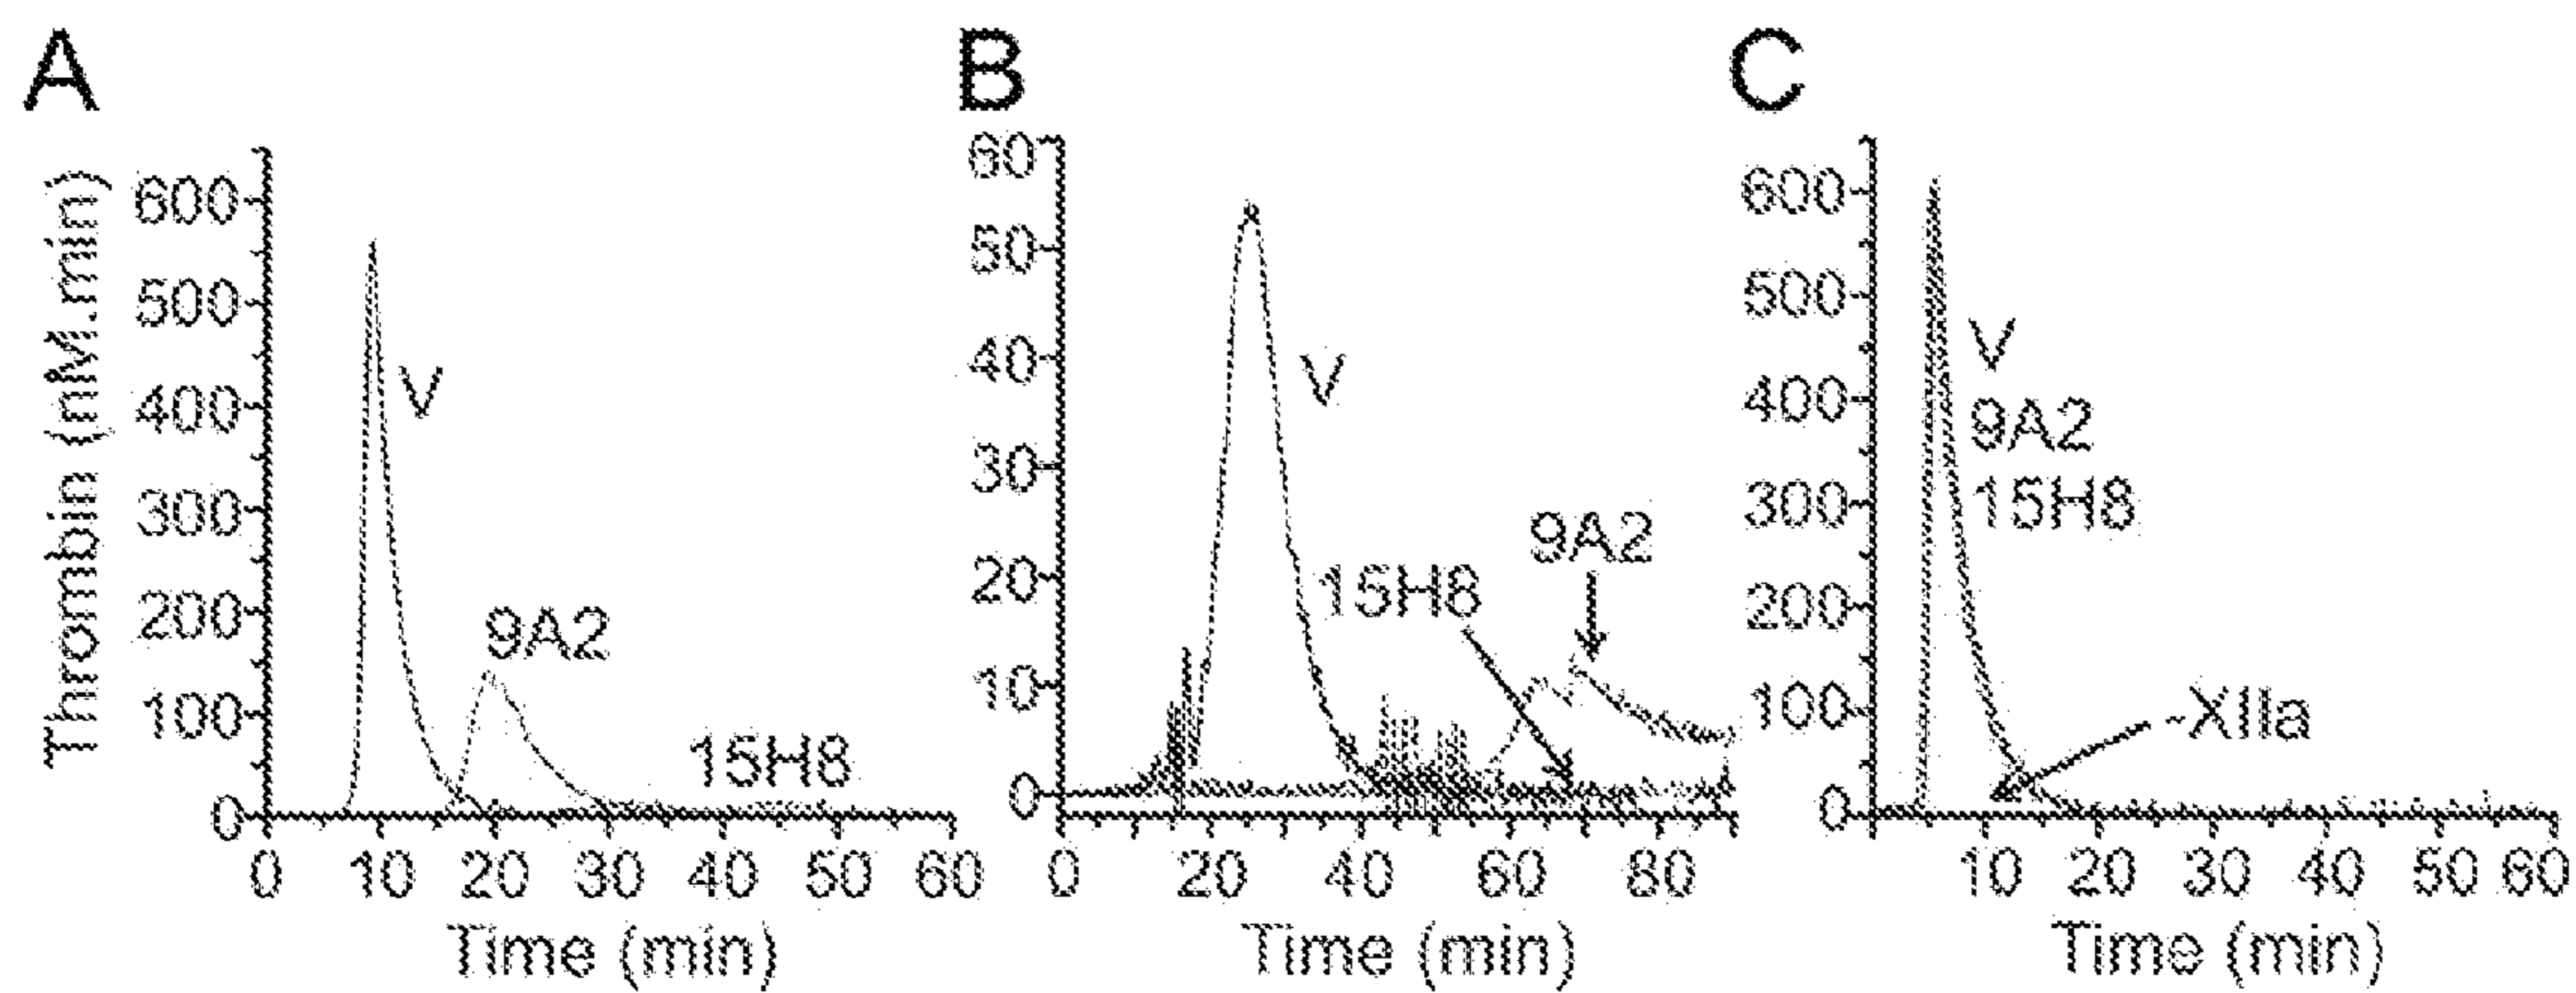 A
B
C
Thrombin (nM.min)
600
500
400
300
200
100
0
V
9A2
15H8
0 10 20 30 40 50 60
Time (min)
60
50
40
30
20
10
0
V
15H8
9A2
0 20 40 60 80
Time (min)
600
500
400
300
200
100
0
V
9A2
15H8
-XIIa
10 20 30 40 50 60
Time (min)